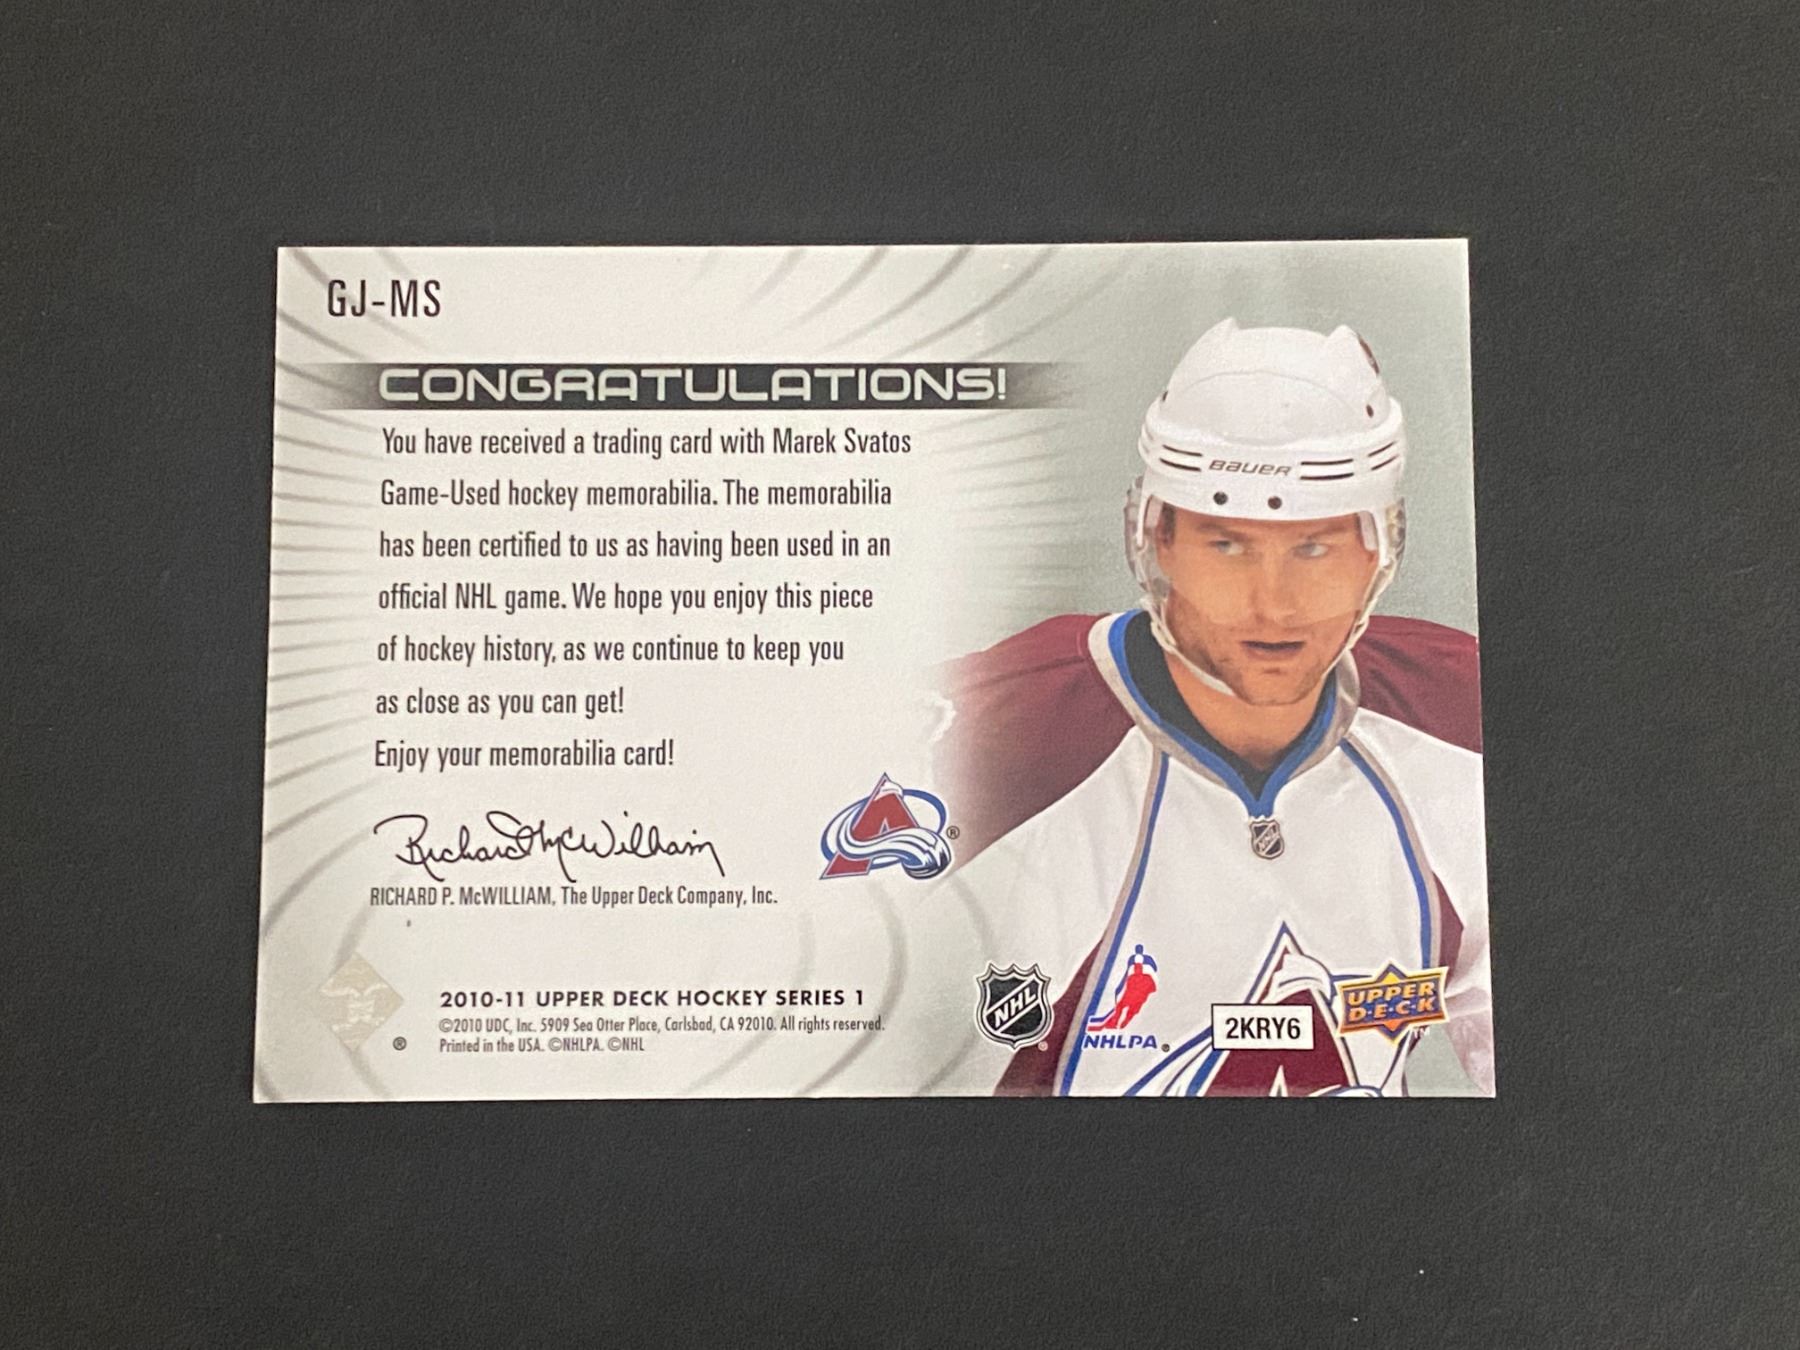 GJ-MS
CONGRATULATIONS!
You have received a trading card with Marek Svatos
Game-Used hockey memorabilia. The memorabilia
has been certified to us as having been used in an
official NHL game. We hope you enjoy this piece
of hockey history, as we continue to keep you
as close as you can get!
Enjoy your memorabilia card!
Richard P. McWilliam
RICHARD P. McWILLIAM, The Upper Deck Company, Inc.
2010-11 UPPER DECK HOCKEY SERIES 1
©2010 UDC, Inc. 5909 Sea Otter Place, Carlsbad, CA 92010. All rights reserved.
Printed in the USA. ©NHLPA. ©NHL
BAUER
NHL
A
®
NHL
®
NHLPA®
2KRY6
UPPER
D·E·C·K
TM
®